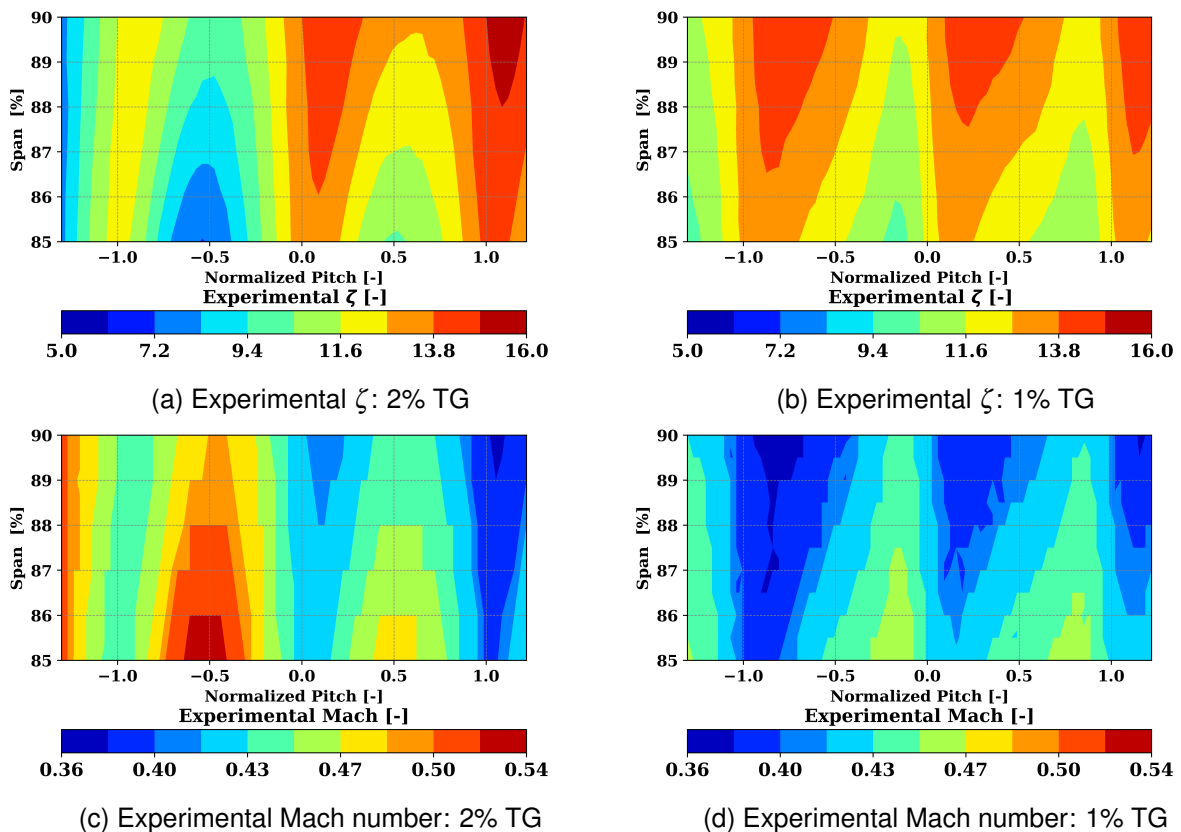 90
89
88
87
86
85
Span [%]
−1.0 −0.5 0.0 0.5 1.0
Normalized Pitch [-]
Experimental ζ [-]
5.0 7.2 9.4 11.6 13.8 16.0
(a) Experimental ζ: 2% TG
90
89
88
87
86
85
Span [%]
−1.0 −0.5 0.0 0.5 1.0
Normalized Pitch [-]
Experimental ζ [-]
5.0 7.2 9.4 11.6 13.8 16.0
(b) Experimental ζ: 1% TG
90
89
88
87
86
85
Span [%]
−1.0 −0.5 0.0 0.5 1.0
Normalized Pitch [-]
Experimental Mach [-]
0.36 0.40 0.43 0.47 0.50 0.54
(c) Experimental Mach number: 2% TG
90
89
88
87
86
85
Span [%]
−1.0 −0.5 0.0 0.5 1.0
Normalized Pitch [-]
Experimental Mach [-]
0.36 0.40 0.43 0.47 0.50 0.54
(d) Experimental Mach number: 1% TG